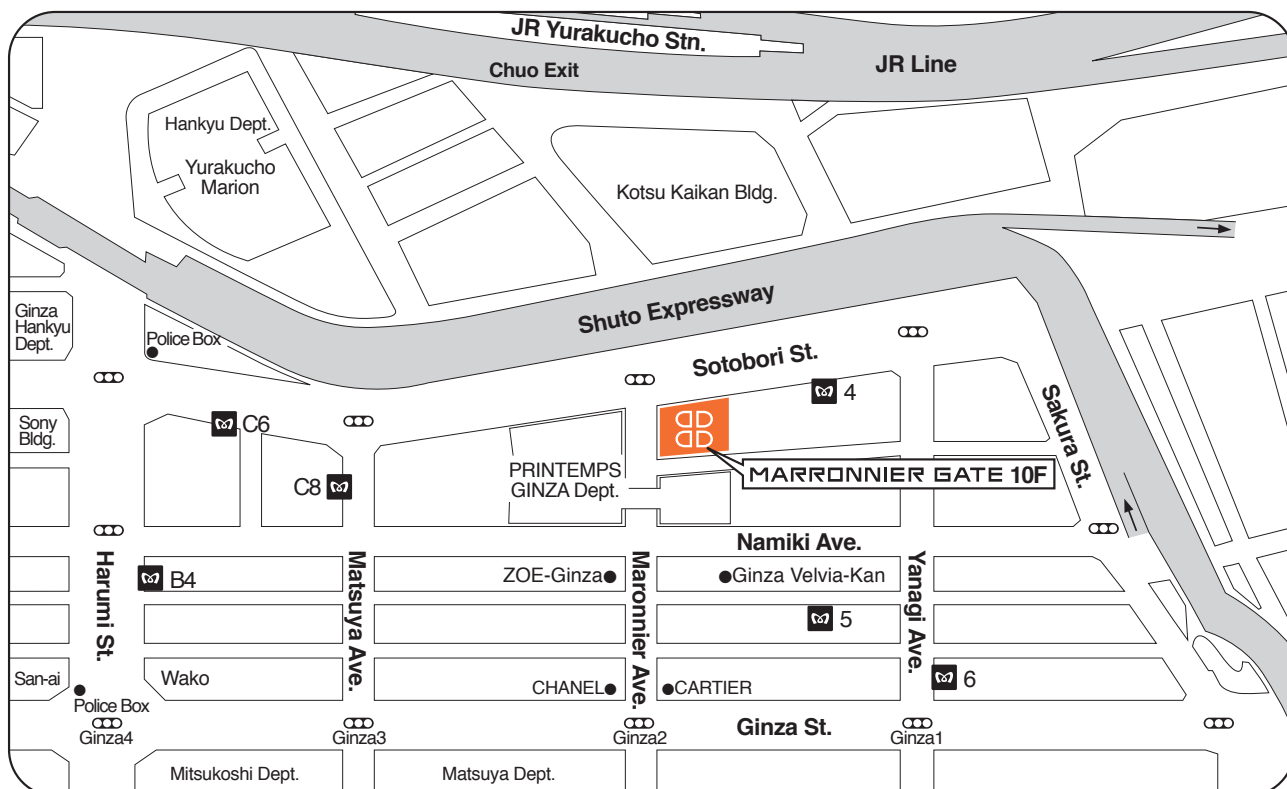 JR Yurakucho Stn.
Chuo Exit
JR Line
Hankyu Dept.
Yurakucho
Marion
Kotsu Kaikan Bldg.
Shuto Expressway
Ginza
Hankyu
Dept.
Police Box
Sotobori St.
Sony
Bldg.
C6
4
Sakura St.
C8
PRINTEMPS
GINZA Dept.
MARRONNIER GATE 10F
Namiki Ave.
Harumi St.
Matsuya Ave.
Maronnier Ave.
Yanagi Ave.
B4
ZOE-Ginza
Ginza Velvia-Kan
5
San-ai
Wako
CHANEL
CARTIER
6
Police Box
Ginza St.
Ginza4
Ginza3
Ginza2
Ginza1
Mitsukoshi Dept.
Matsuya Dept.